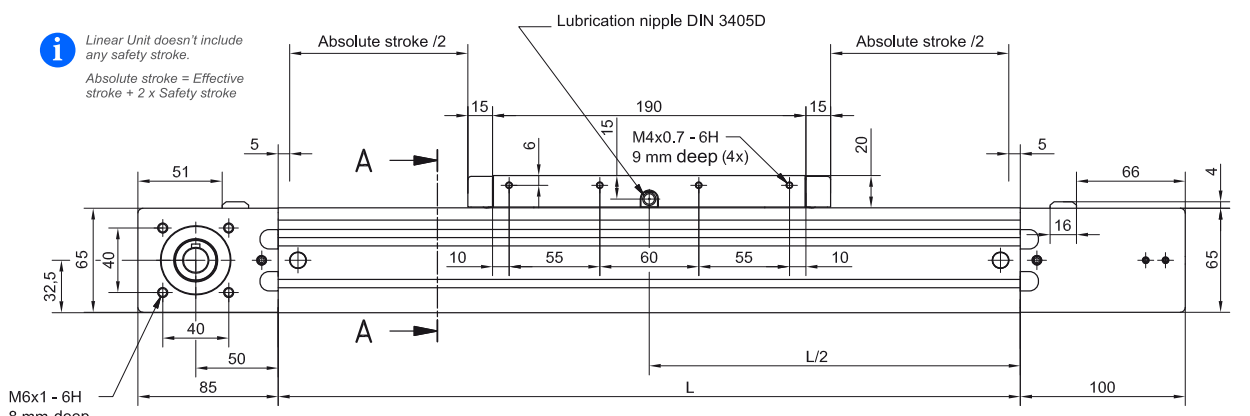 Lubrication nipple DIN 3405D
Linear Unit doesn't include
any safety stroke.
Absolute stroke = Effective
stroke + 2 x Safety stroke
Absolute stroke /2
Absolute stroke /2
15
190
15
15
M4x0.7 - 6H
9 mm deep (4x)
6
20
5
5
A
51
66
4
16
65
40
32,5
10
55
60
55
10
65
40
A
50
L/2
M6x1 - 6H
8 mm deep
85
L
100